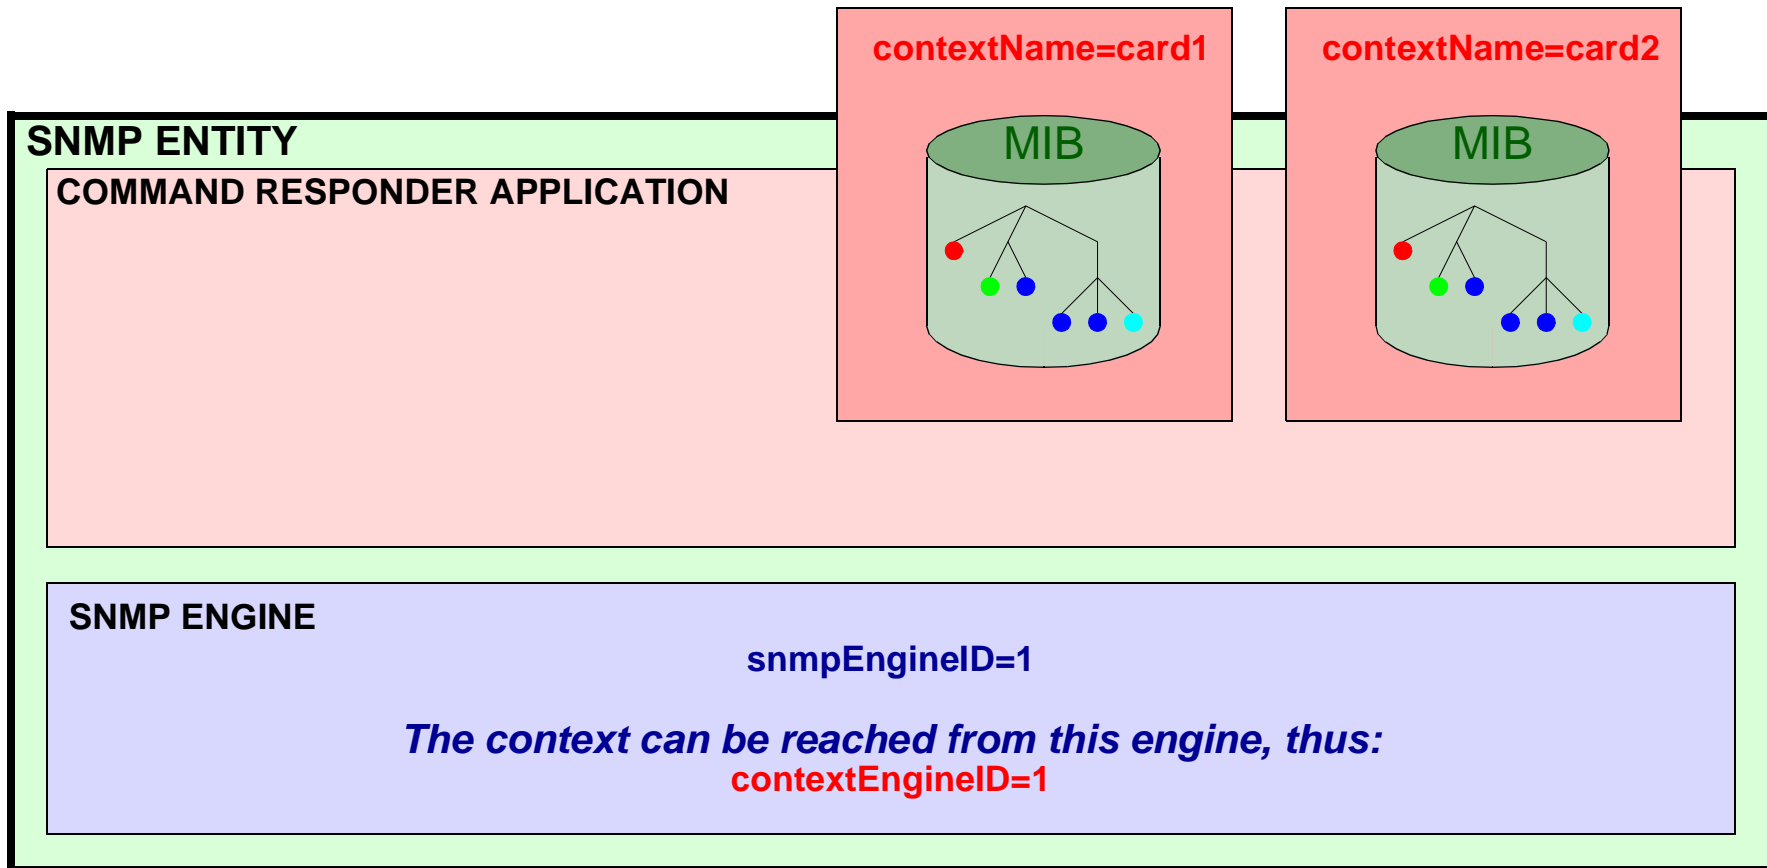 contextName=card1
contextName=card2
SNMP ENTITY
MIB
MIB
COMMAND RESPONDER APPLICATION
SNMP ENGINE
snmpEngineID=1
The context can be reached from this engine, thus:
contextEngineID=1